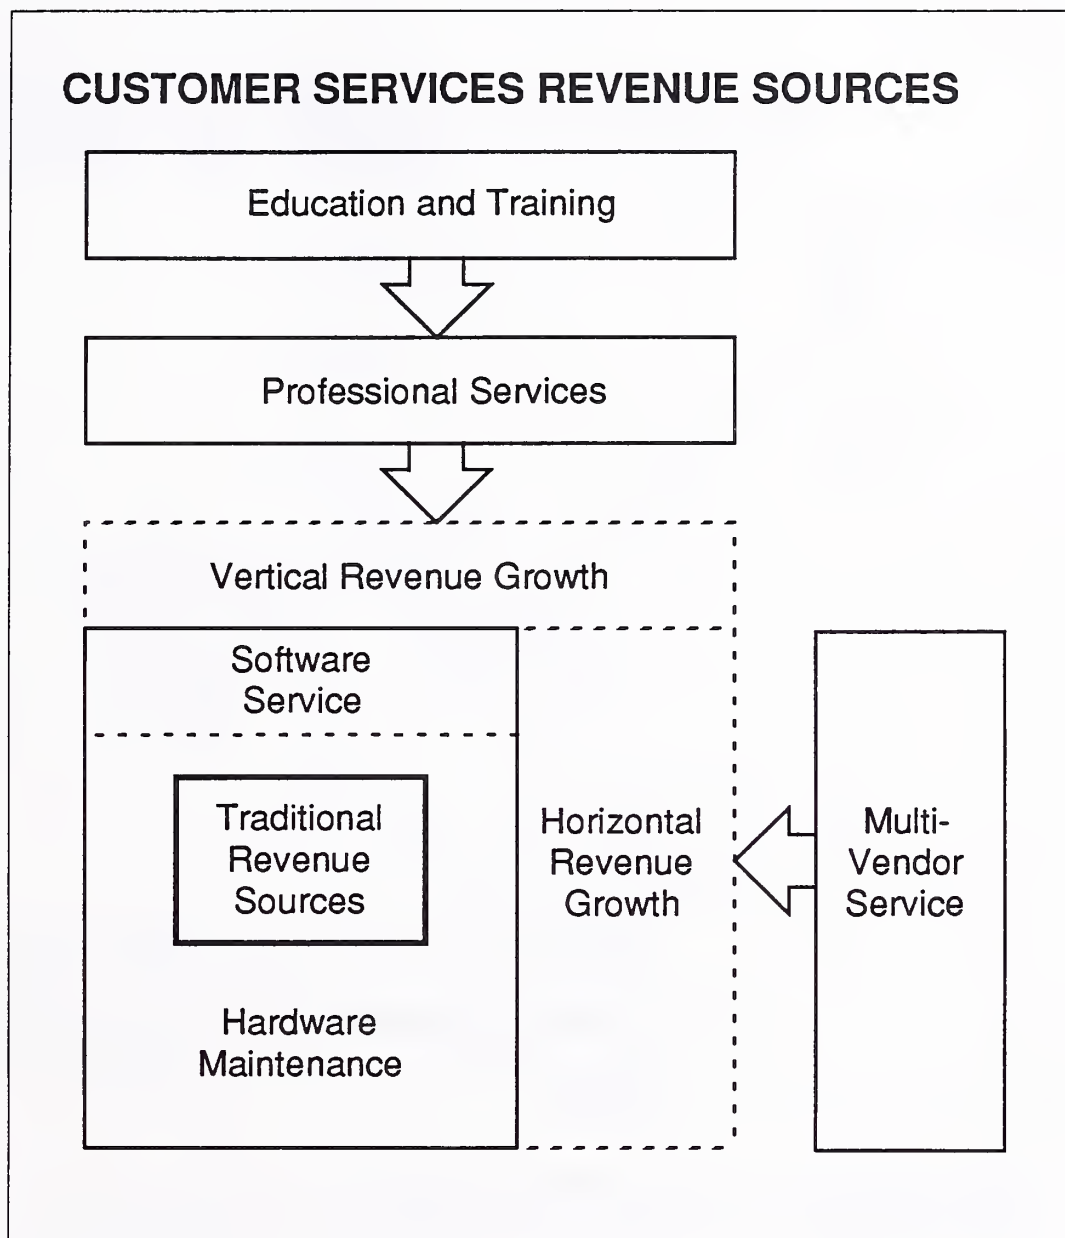 CUSTOMER SERVICES REVENUE SOURCES
Education and Training
Professional Services
Vertical Revenue Growth
Software
Service
Traditional
Revenue
Sources
Hardware
Maintenance
Horizontal
Revenue
Growth
Multi-
Vendor
Service